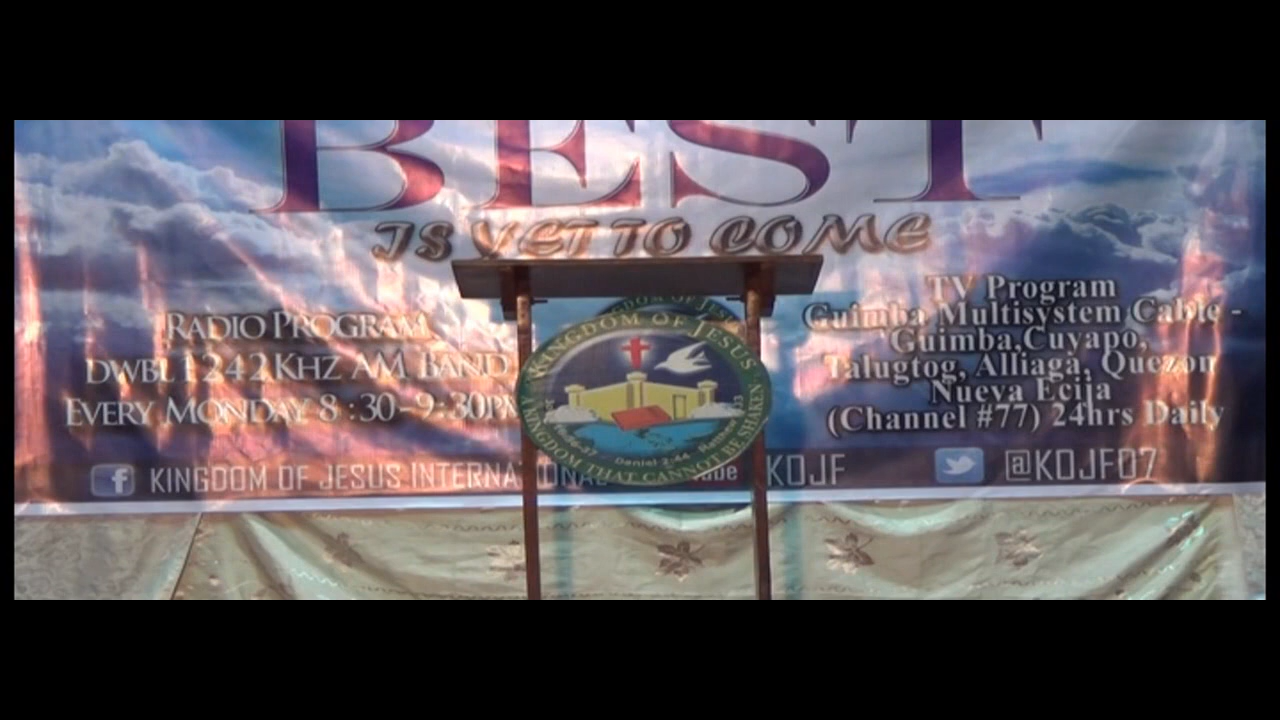 BEST
IS YET TO COME
RADIO PROGRAM
DWBL 1242 KHZ AM BAND
EVERY MONDAY 8:30-9:30PM
TV Program
Guimba Multisystem Cable -
Guimba,Cuyapo,
Talugtog, Alliaga, Quezon
Nueva Ecija
(Channel #77) 24hrs Daily
KINGDOM OF JESUS
Daniel 2:44
A KINGDOM THAT CANNOT BE SHAKEN
KINGDOM OF JESUS INTERNATIONAL
KOJF
@KOJF07